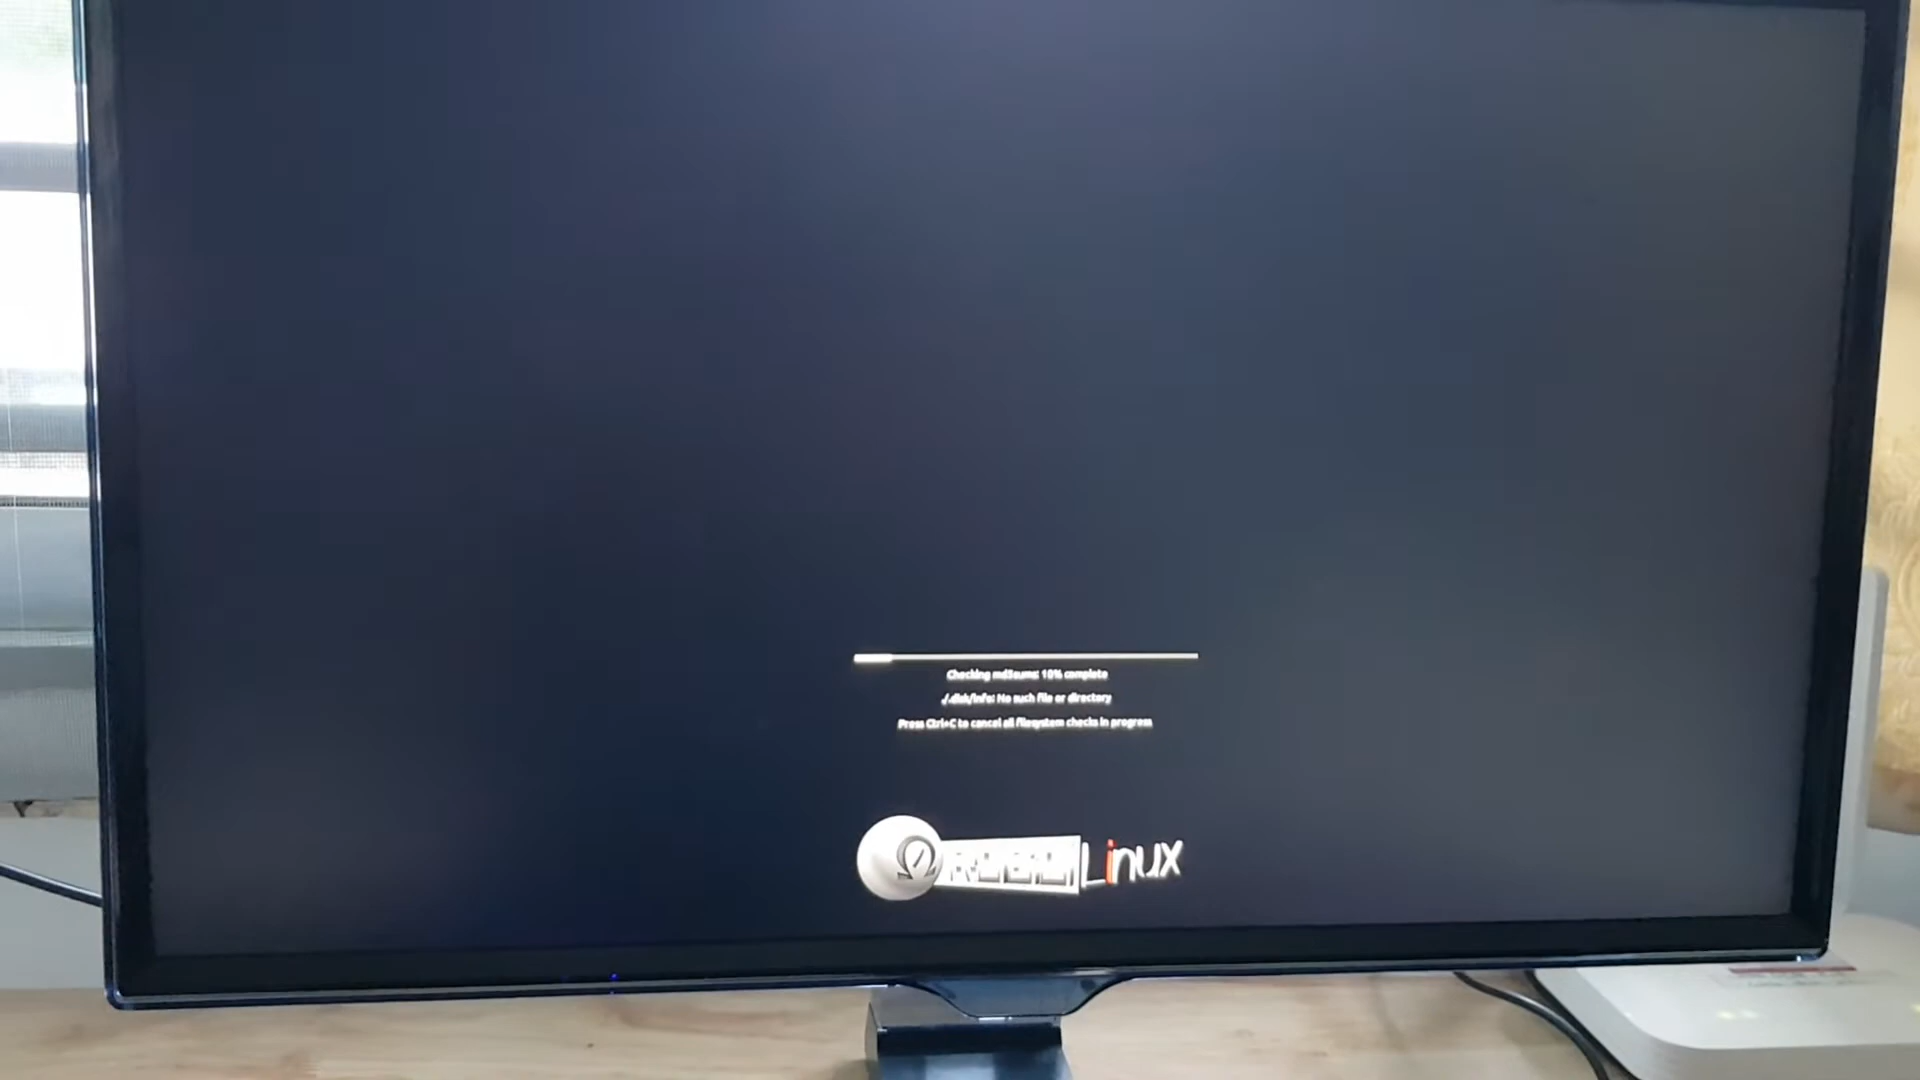 Checking md5sums: 10% complete
./.disk/info: No such file or directory
Press Ctrl+C to cancel all filesystem checks in progress
Linux